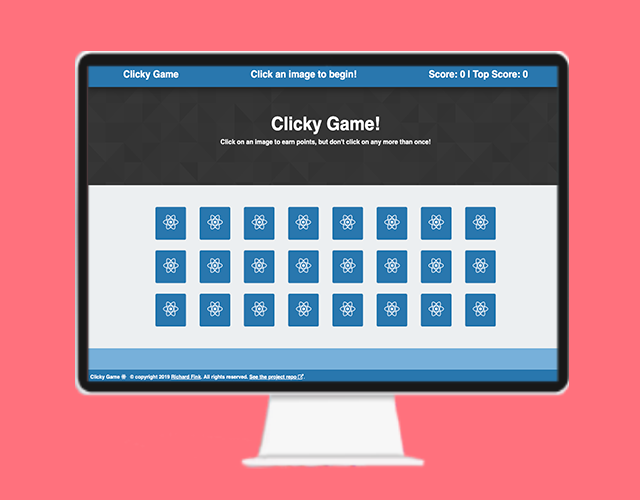 Clicky Game
Click an image to begin!
Score: 0 | Top Score: 0
Clicky Game!
Click on an image to earn points, but don't click on any more than once!
Clicky Game ⚛ © copyright 2019 Richard Fink. All rights reserved. See the project repo.